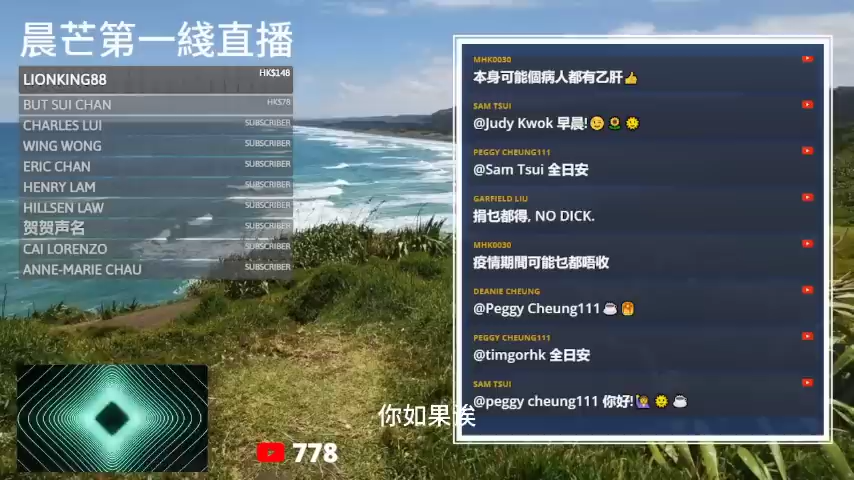 晨芒第一綫直播
LIONKING88 HK$148
BUT SUI CHAN HK$78
CHARLES LUI SUBSCRIBER
WING WONG SUBSCRIBER
ERIC CHAN SUBSCRIBER
HENRY LAM SUBSCRIBER
HILLSEN LAW SUBSCRIBER
贺贺声名 SUBSCRIBER
CAI LORENZO SUBSCRIBER
ANNE-MARIE CHAU SUBSCRIBER
MHK0030
本身可能個病人都有乙肝👍
SAM TSUI
@Judy Kwok 早晨!😉🌻🌞
PEGGY CHEUNG111
@Sam Tsui 全日安
GARFIELD LIU
捐乜都得, NO DICK.
MHK0030
疫情期間可能乜都唔收
DEANIE CHEUNG
@Peggy Cheung111 ☕
PEGGY CHEUNG111
@timgorhk 全日安
SAM TSUI
@peggy cheung111 你好!🙋🌞☕
你如果涘
778